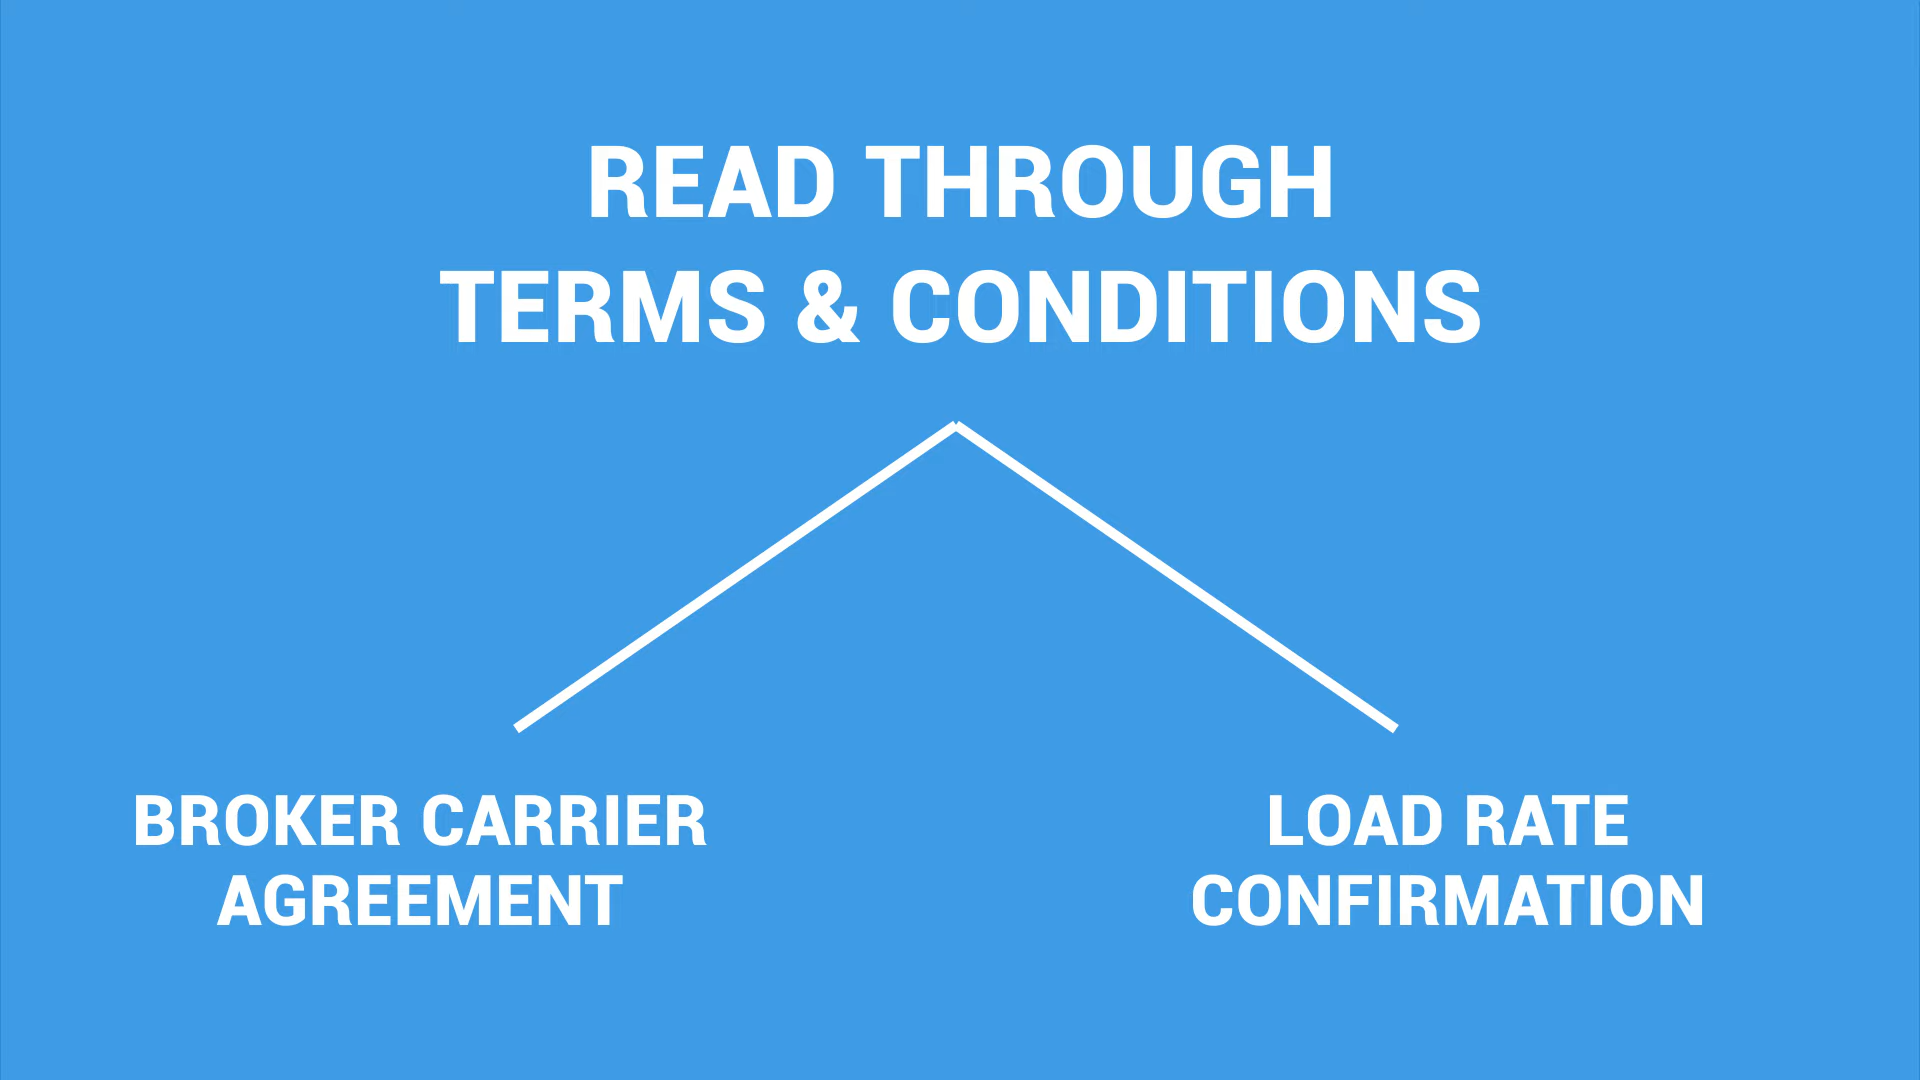 READ THROUGH
TERMS & CONDITIONS
BROKER CARRIER
AGREEMENT
LOAD RATE
CONFIRMATION